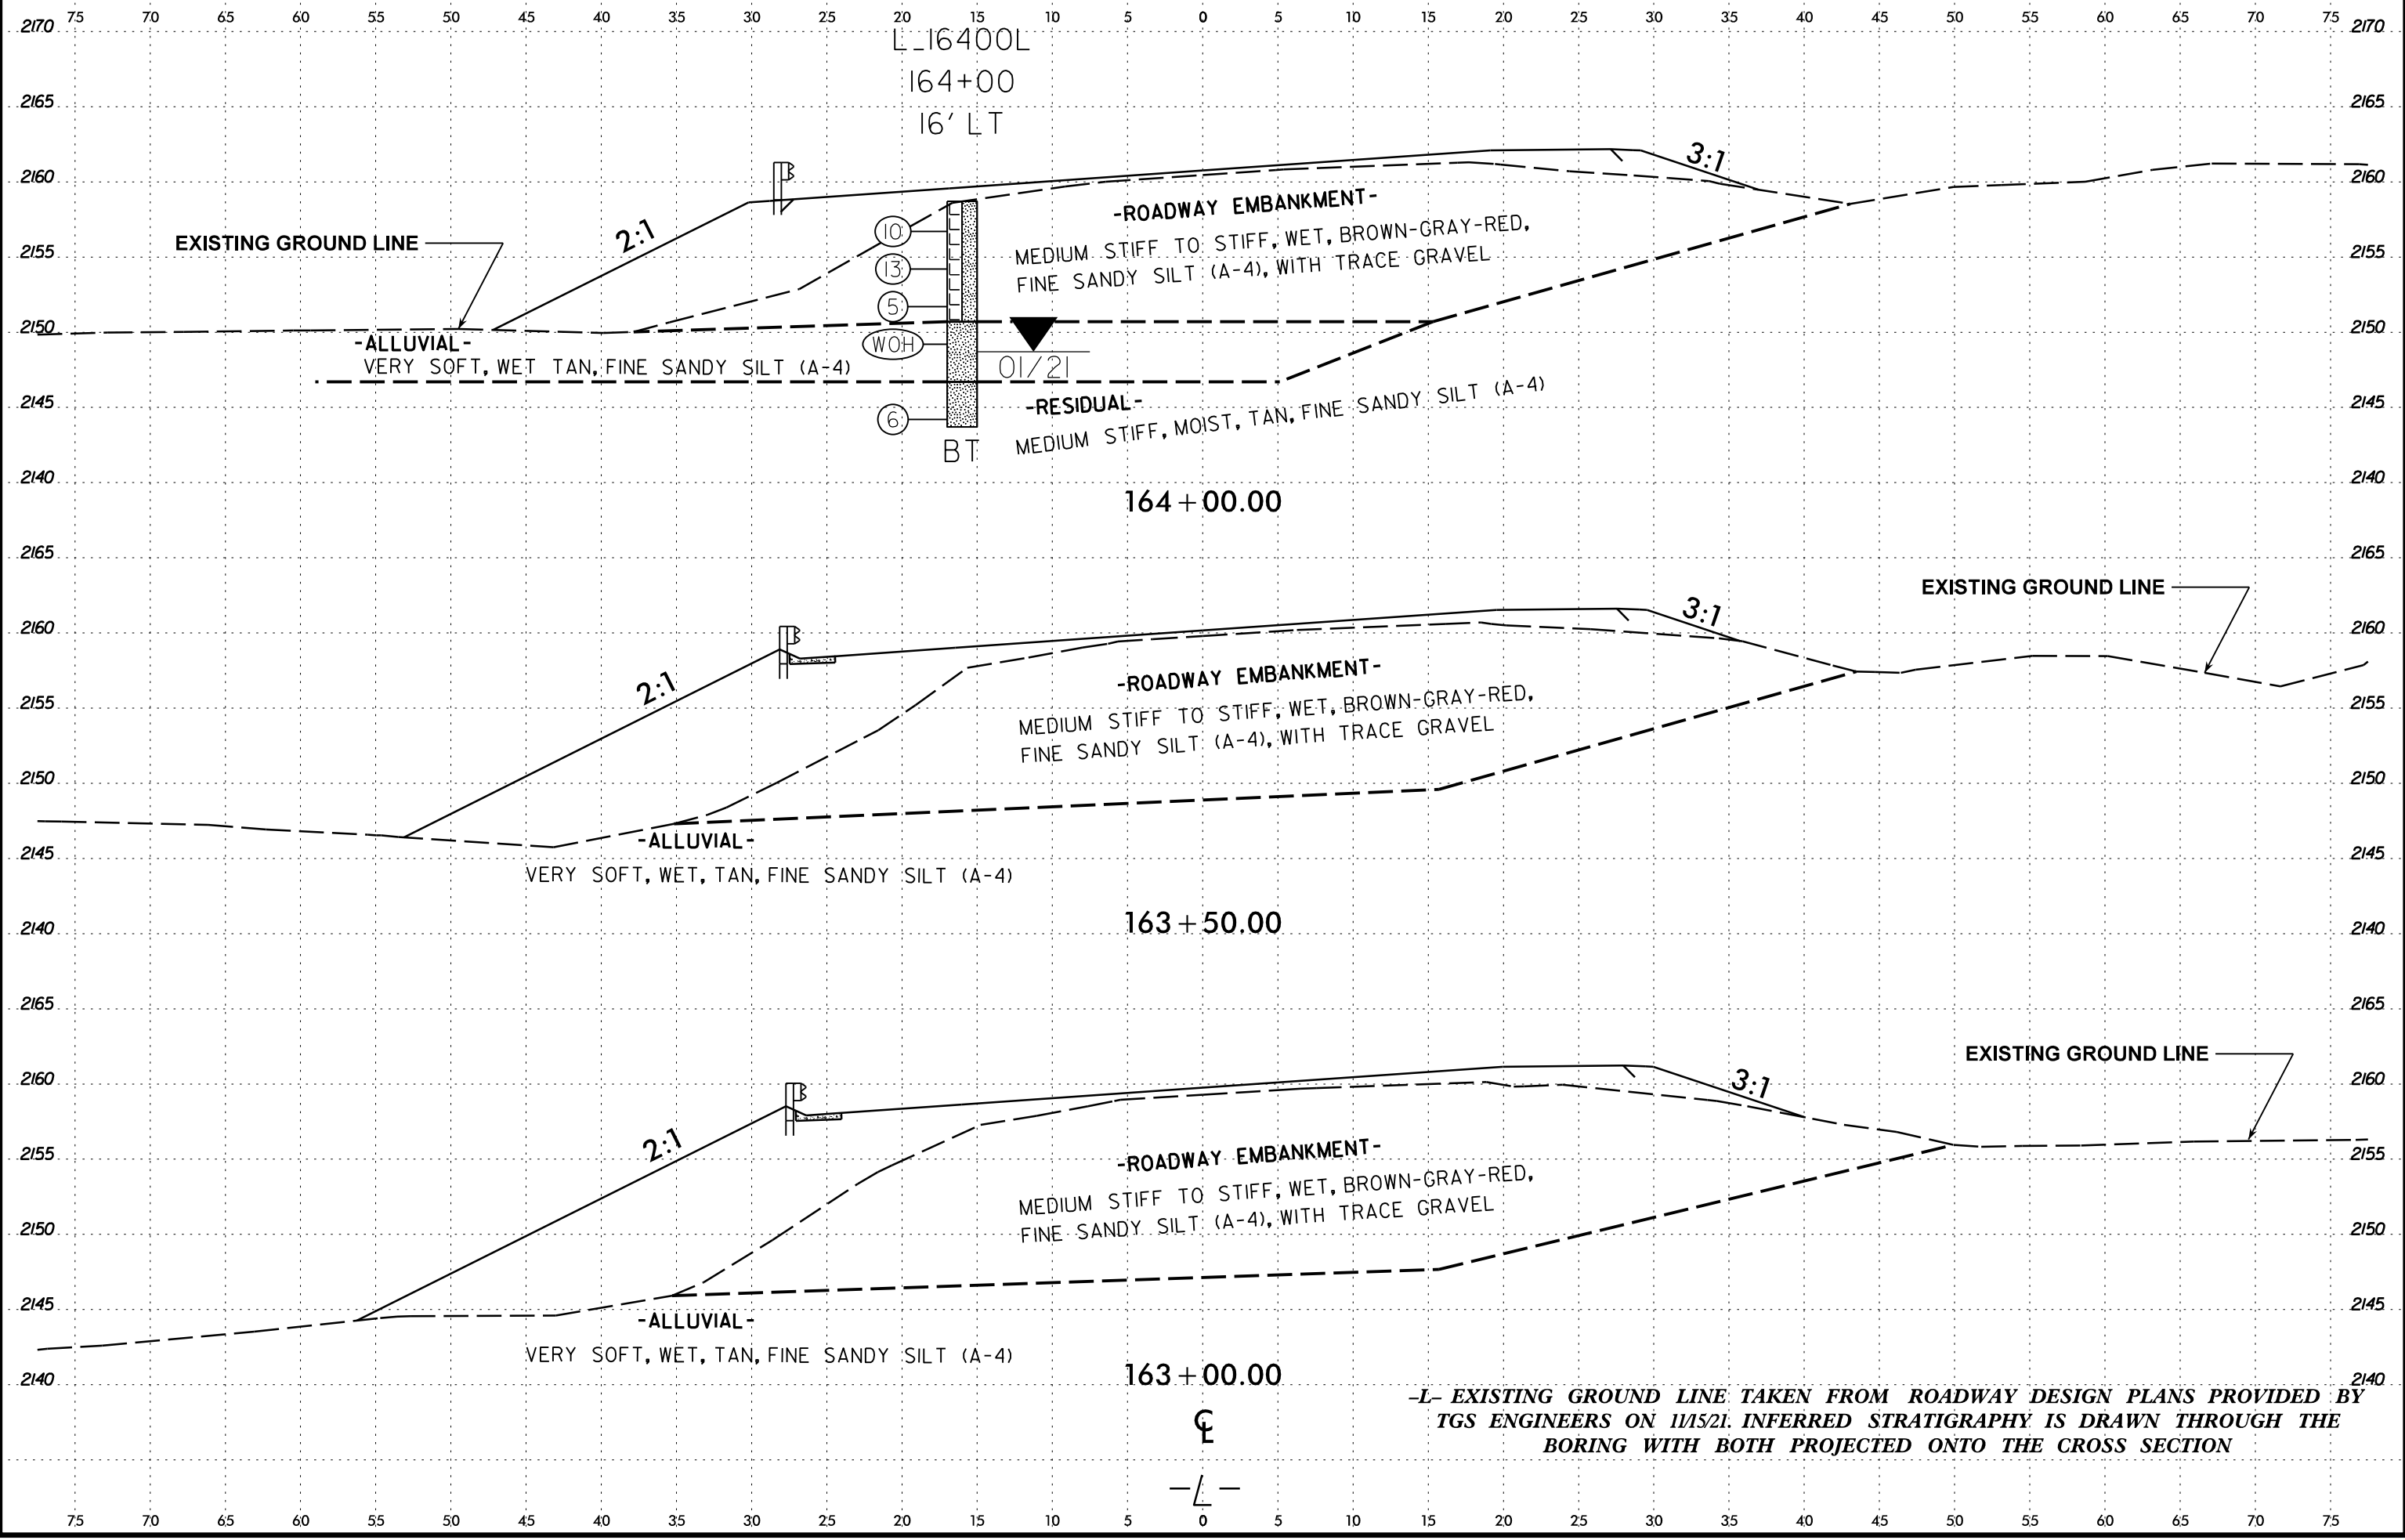 75 70 65 60 55 50 45 40 35 30 25 20 15 10 5 0 5 10 15 20 25 30 35 40 45 50 55 60 65 70 75
2170 2170
L_16400L
164+00
16' LT
2165 2165
2160 2160
2155 2155
2150 2150
2145 2145
2140 2140
EXISTING GROUND LINE
2:1
3:1
10
13
5
WOH
6
-ROADWAY EMBANKMENT-
MEDIUM STIFF TO STIFF, WET, BROWN-GRAY-RED,
FINE SANDY SILT (A-4), WITH TRACE GRAVEL
-ALLUVIAL-
VERY SOFT, WET TAN, FINE SANDY SILT (A-4)
01/21
-RESIDUAL-
MEDIUM STIFF, MOIST, TAN, FINE SANDY SILT (A-4)
BT
164+00.00
2165 2165
2160 2160
2155 2155
2150 2150
2145 2145
2140 2140
EXISTING GROUND LINE
2:1
3:1
-ROADWAY EMBANKMENT-
MEDIUM STIFF TO STIFF, WET, BROWN-GRAY-RED,
FINE SANDY SILT (A-4), WITH TRACE GRAVEL
-ALLUVIAL-
VERY SOFT, WET, TAN, FINE SANDY SILT (A-4)
163+50.00
2165 2165
2160 2160
2155 2155
2150 2150
2145 2145
2140 2140
EXISTING GROUND LINE
2:1
3:1
-ROADWAY EMBANKMENT-
MEDIUM STIFF TO STIFF, WET, BROWN-GRAY-RED,
FINE SANDY SILT (A-4), WITH TRACE GRAVEL
-ALLUVIAL-
VERY SOFT, WET, TAN, FINE SANDY SILT (A-4)
163+00.00
℄
-L-
-L- EXISTING GROUND LINE TAKEN FROM ROADWAY DESIGN PLANS PROVIDED BY
TGS ENGINEERS ON 11/15/21. INFERRED STRATIGRAPHY IS DRAWN THROUGH THE
BORING WITH BOTH PROJECTED ONTO THE CROSS SECTION
75 70 65 60 55 50 45 40 35 30 25 20 15 10 5 0 5 10 15 20 25 30 35 40 45 50 55 60 65 70 75